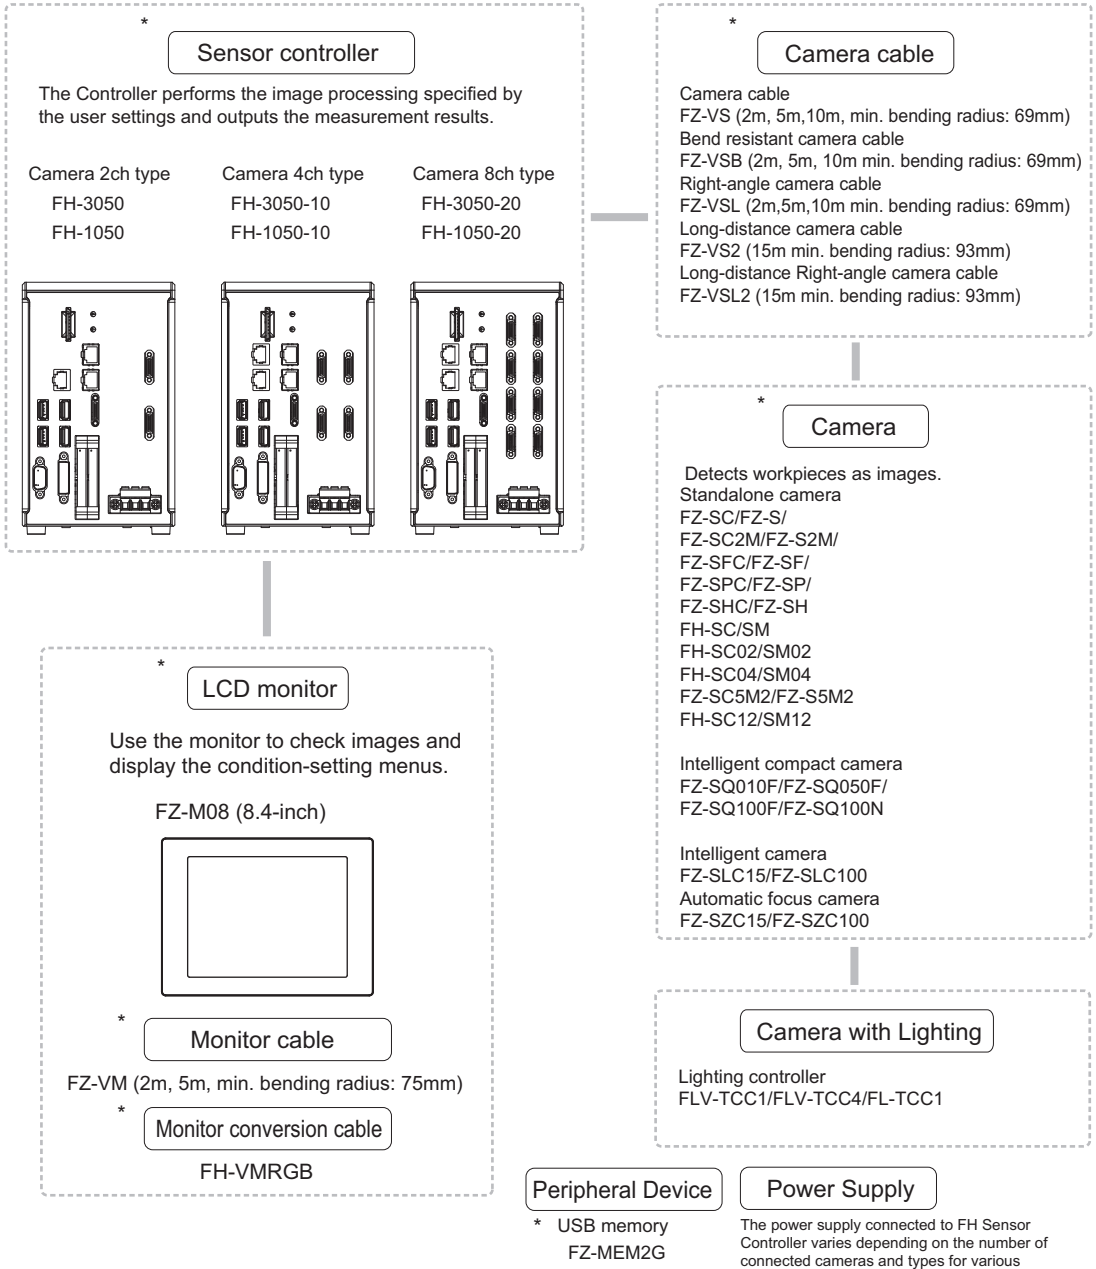 *
Sensor controller
The Controller performs the image processing specified by
the user settings and outputs the measurement results.
Camera 2ch type
FH-3050
FH-1050
Camera 4ch type
FH-3050-10
FH-1050-10
Camera 8ch type
FH-3050-20
FH-1050-20
*
Camera cable
Camera cable
FZ-VS (2m, 5m,10m, min. bending radius: 69mm)
Bend resistant camera cable
FZ-VSB (2m, 5m, 10m min. bending radius: 69mm)
Right-angle camera cable
FZ-VSL (2m,5m,10m min. bending radius: 69mm)
Long-distance camera cable
FZ-VS2 (15m min. bending radius: 93mm)
Long-distance Right-angle camera cable
FZ-VSL2 (15m min. bending radius: 93mm)
*
Camera
Detects workpieces as images.
Standalone camera
FZ-SC/FZ-S/
FZ-SC2M/FZ-S2M/
FZ-SFC/FZ-SF/
FZ-SPC/FZ-SP/
FZ-SHC/FZ-SH
FH-SC/SM
FH-SC02/SM02
FH-SC04/SM04
FZ-SC5M2/FZ-S5M2
FH-SC12/SM12
Intelligent compact camera
FZ-SQ010F/FZ-SQ050F/
FZ-SQ100F/FZ-SQ100N
Intelligent camera
FZ-SLC15/FZ-SLC100
Automatic focus camera
FZ-SZC15/FZ-SZC100
*
LCD monitor
Use the monitor to check images and
display the condition-setting menus.
FZ-M08 (8.4-inch)
*
Monitor cable
FZ-VM (2m, 5m, min. bending radius: 75mm)
*
Monitor conversion cable
FH-VMRGB
Camera with Lighting
Lighting controller
FLV-TCC1/FLV-TCC4/FL-TCC1
Peripheral Device
* USB memory
FZ-MEM2G
Power Supply
The power supply connected to FH Sensor
Controller varies depending on the number of
connected cameras and types for various